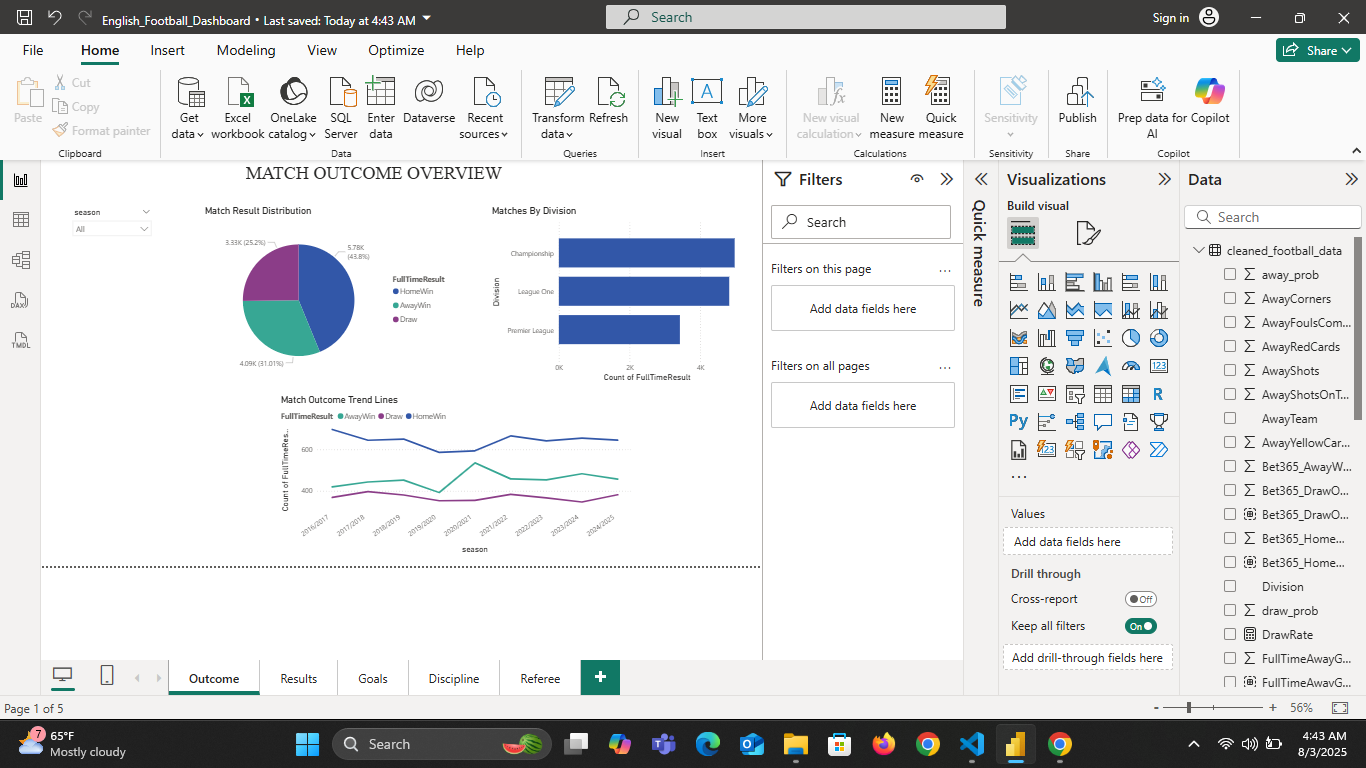 English_Football_Dashboard • Last saved: Today at 4:43 AM
Search
Sign in
File Home Insert Modeling View Optimize Help
Share
Paste
Cut
Copy
Format painter
Clipboard
Get data
Excel workbook
OneLake catalog
SQL Server
Enter data
Dataverse
Recent sources
Data
Transform data
Refresh
Queries
New visual
Text box
More visuals
Insert
New visual calculation
New measure
Quick measure
Calculations
Sensitivity
Sensitivity
Publish
Share
Prep data for AI
Copilot
Copilot
MATCH OUTCOME OVERVIEW
season
All
Match Result Distribution
3.33K (25.2%)
5.78K
(43.8%)
4.09K (31.01%)
FullTimeResult
HomeWin
AwayWin
Draw
Matches By Division
Division
Championship
League One
Premier League
0K 2K 4K
Count of FullTimeResult
Match Outcome Trend Lines
FullTimeResult AwayWin Draw HomeWin
Count of FullTimeRes...
600
400
2016/2017 2017/2018 2018/2019 2019/2020 2020/2021 2021/2022 2022/2023 2023/2024 2024/2025
season
Filters
Search
Filters on this page
...
Add data fields here
Filters on all pages
...
Add data fields here
Quick measure
Visualizations
Build visual
123
R
Py
123
...
Values
Add data fields here
Drill through
Cross-report
Off
Keep all filters
On
Add drill-through fields here
Data
Search
cleaned_football_data
away_prob
AwayCorners
AwayFoulsCom...
AwayRedCards
AwayShots
AwayShotsOnT...
AwayTeam
AwayYellowCar...
Bet365_AwayW...
Bet365_DrawO...
Bet365_DrawO...
Bet365_Home...
Bet365_Home...
Division
draw_prob
DrawRate
FullTimeAwayG...
FullTimeAwayG...
DAX
TMDL
Outcome Results Goals Discipline Referee +
Page 1 of 5
- + 56%
7
65°F
Mostly cloudy
Search
4:43 AM
8/3/2025